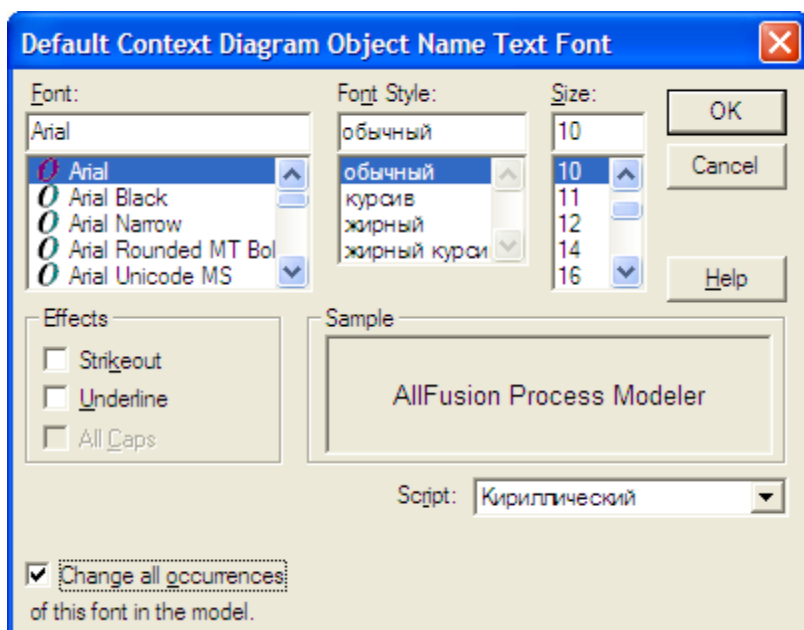 Default Context Diagram Object Name Text Font
Font:
Font Style:
Size:
OK
Arial
обычный
10
Cancel
Arial
обычный
10
Arial Black
курсив
11
Arial Narrow
жирный
12
Arial Rounded MT Bol
жирный курси
14
Arial Unicode MS
16
Help
Effects
Sample
Strikeout
Underline
AllFusion Process Modeler
All Caps
Script:
Кириллический
Change all occurrences
of this font in the model.